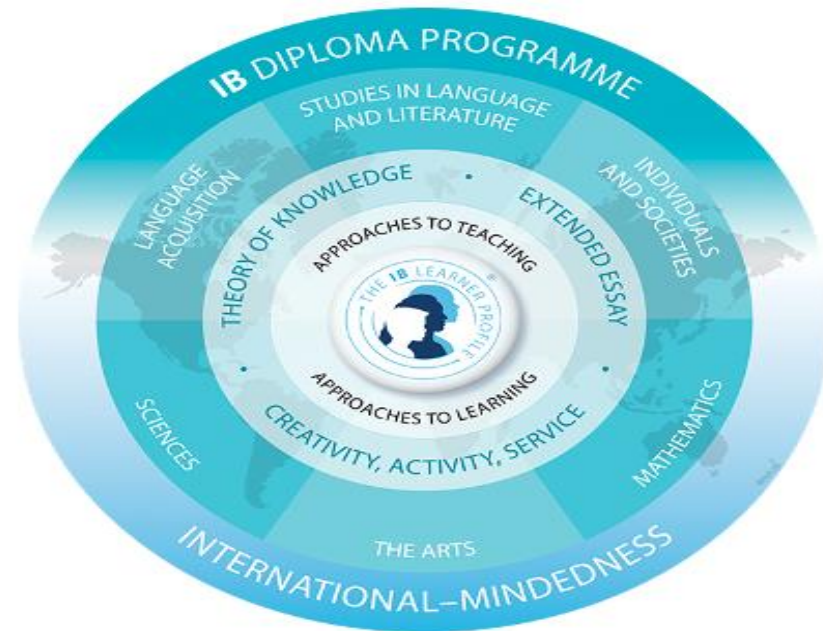 IB DIPLOMA PROGRAMME
STUDIES IN LANGUAGE
AND LITERATURE
LANGUAGE
ACQUISITION
INDIVIDUALS
AND SOCIETIES
THEORY OF KNOWLEDGE
•
EXTENDED ESSAY
APPROACHES TO TEACHING
THE IB LEARNER PROFILE
®
APPROACHES TO LEARNING
•
CREATIVITY, ACTIVITY, SERVICE
•
SCIENCES
MATHEMATICS
THE ARTS
INTERNATIONAL–MINDEDNESS